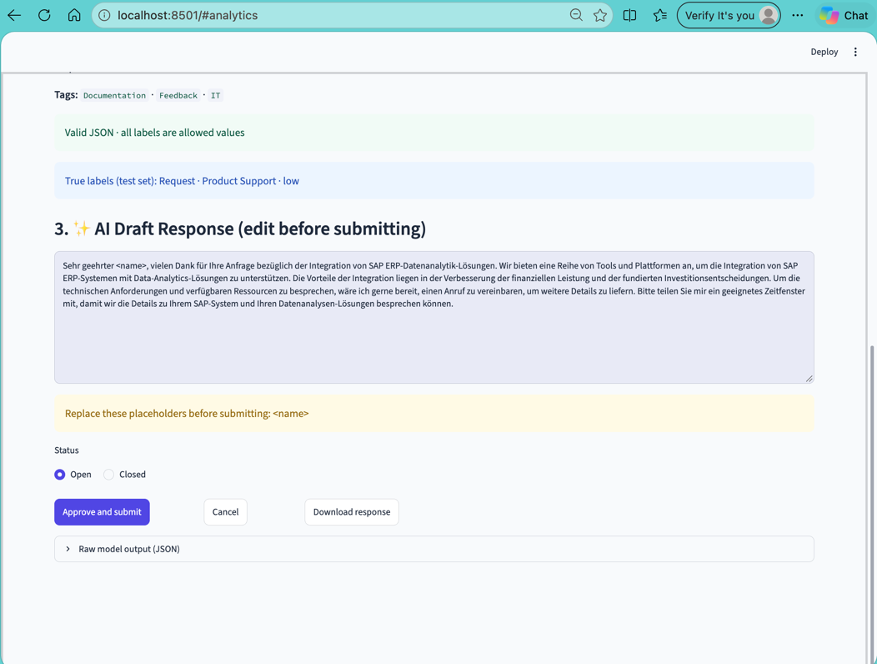 localhost:8501/#analytics
Verify It's you
Chat
Deploy
Tags: Documentation · Feedback · IT
Valid JSON · all labels are allowed values
True labels (test set): Request · Product Support · low
3. ✨ AI Draft Response (edit before submitting)
Sehr geehrter <name>, vielen Dank für Ihre Anfrage bezüglich der Integration von SAP ERP-Datenanalytik-Lösungen. Wir bieten eine Reihe von Tools und Plattformen an, um die Integration von SAP
ERP-Systemen mit Data-Analytics-Lösungen zu unterstützen. Die Vorteile der Integration liegen in der Verbesserung der finanziellen Leistung und der fundierten Investitionsentscheidungen. Um die
technischen Anforderungen und verfügbaren Ressourcen zu besprechen, wäre ich gerne bereit, einen Anruf zu vereinbaren, um weitere Details zu liefern. Bitte teilen Sie mir ein geeignetes Zeitfenster
mit, damit wir die Details zu Ihrem SAP-System und Ihren Datenanalysen-Lösungen besprechen können.
Replace these placeholders before submitting: <name>
Status
Open Closed
Approve and submit Cancel Download response
Raw model output (JSON)